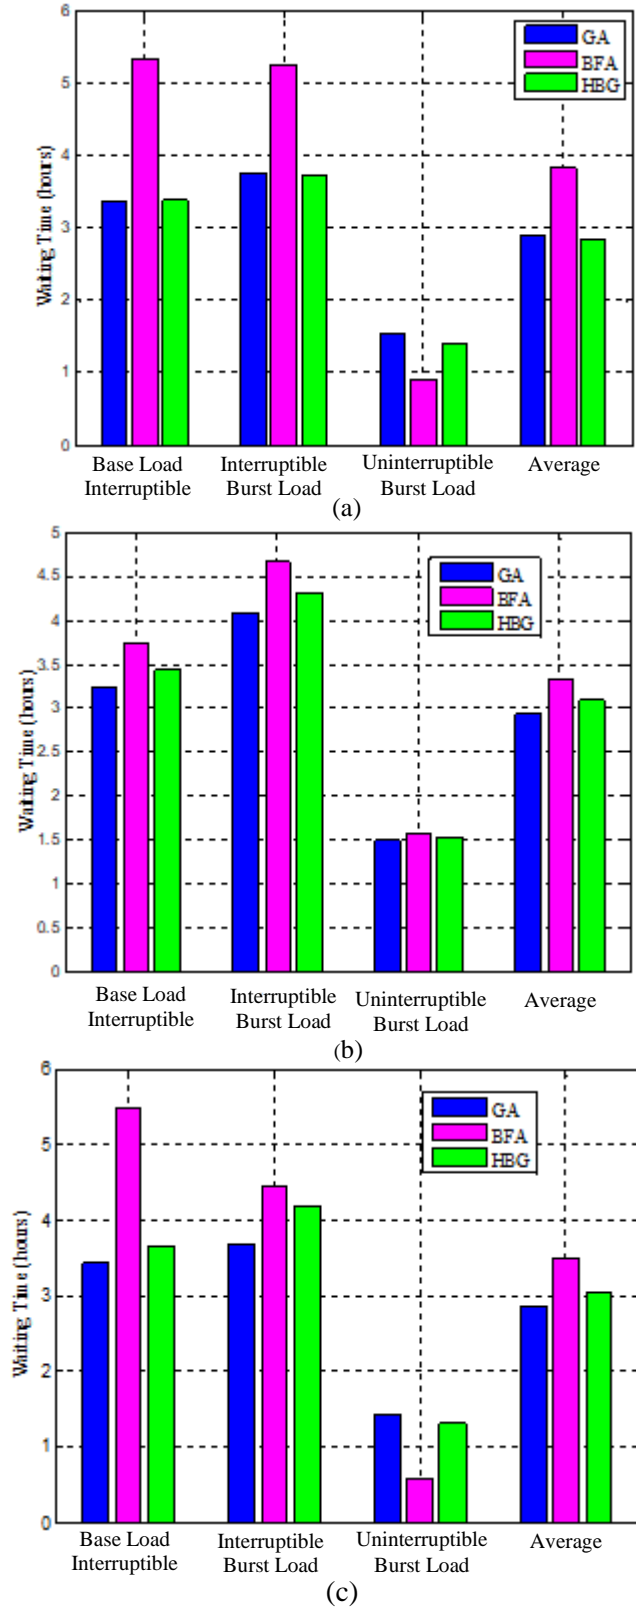 6
5
4
3
2
1
0
Waiting Time (hours)
GA
BFA
HBG
Base Load
Interruptible
Interruptible
Burst Load
Uninterruptible
Burst Load
Average
(a)
5
4.5
4
3.5
3
2.5
2
1.5
1
0.5
0
Waiting Time (hours)
GA
BFA
HBG
Base Load
Interruptible
Interruptible
Burst Load
Uninterruptible
Burst Load
Average
(b)
6
5
4
3
2
1
0
Waiting Time (hours)
GA
BFA
HBG
Base Load
Interruptible
Interruptible
Burst Load
Uninterruptible
Burst Load
Average
(c)